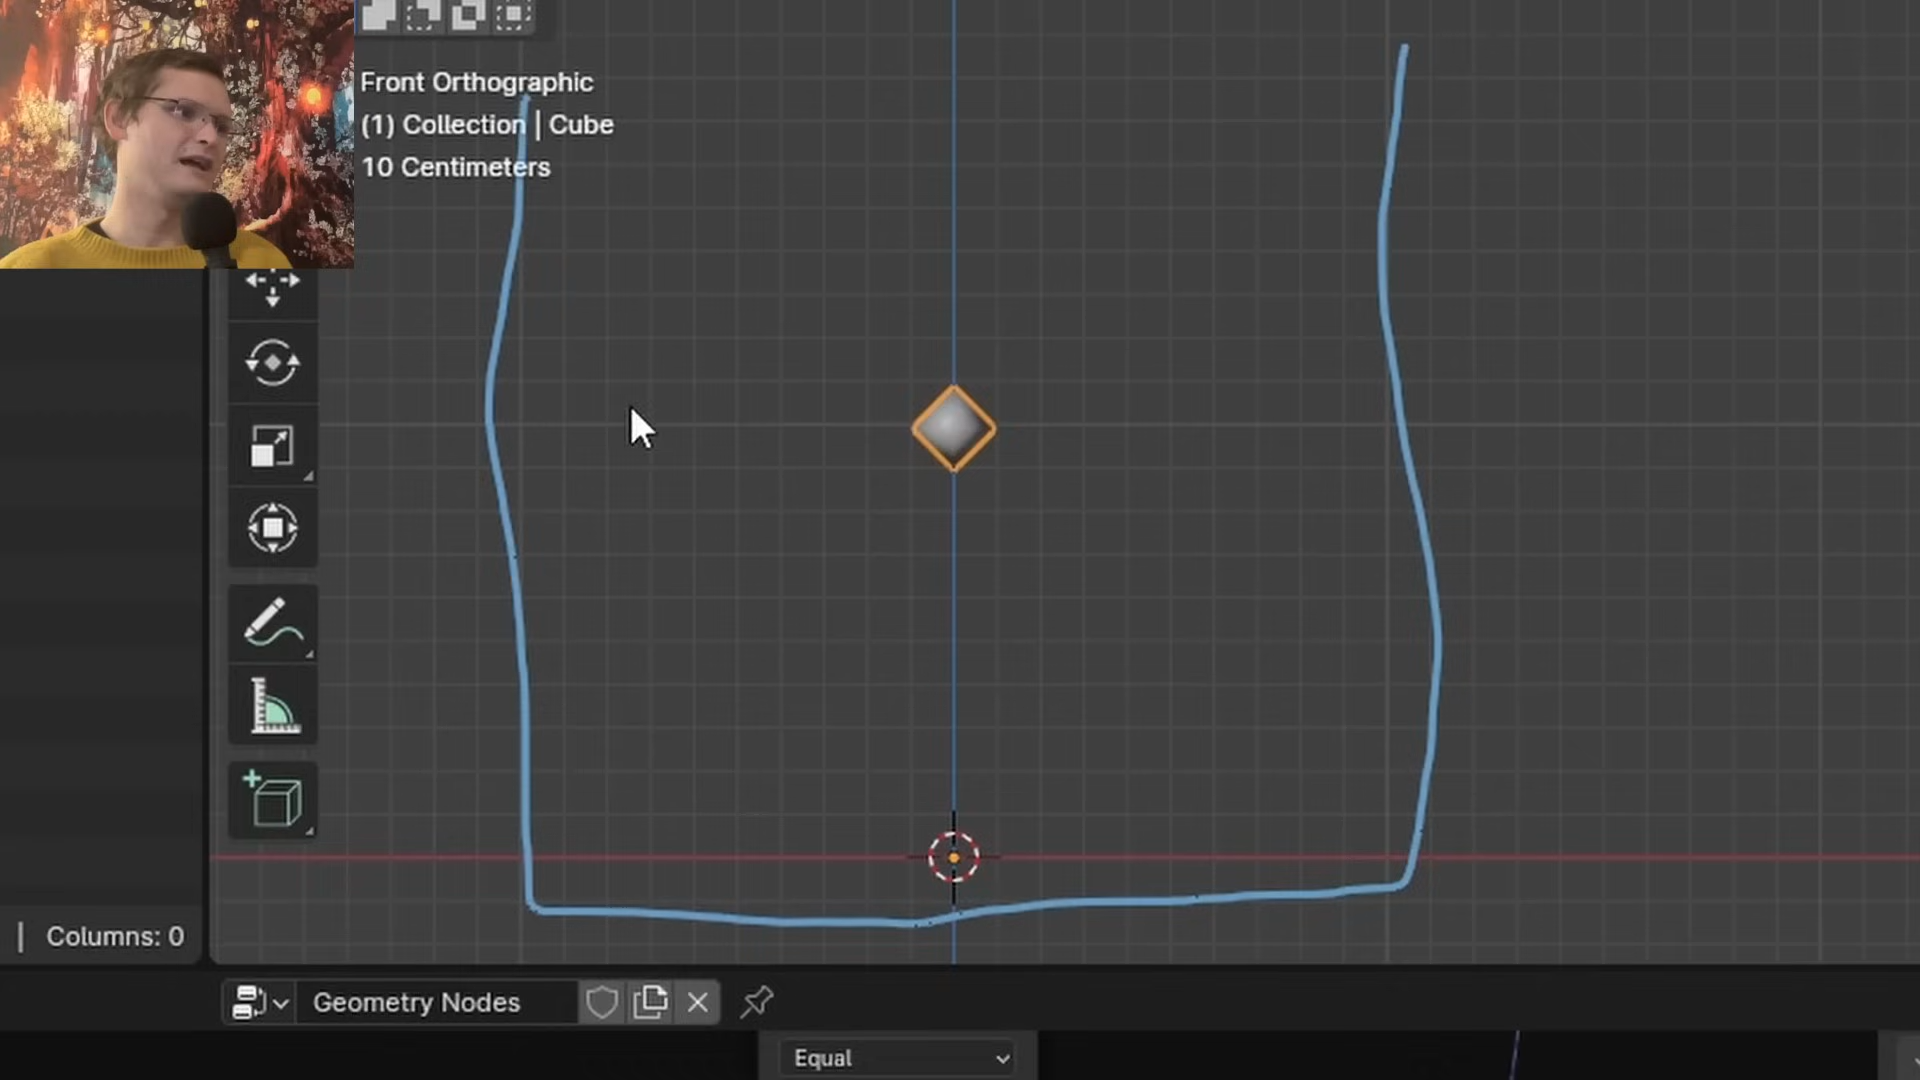 Front Orthographic
(1) Collection | Cube
10 Centimeters
| Columns: 0
Geometry Nodes
Equal